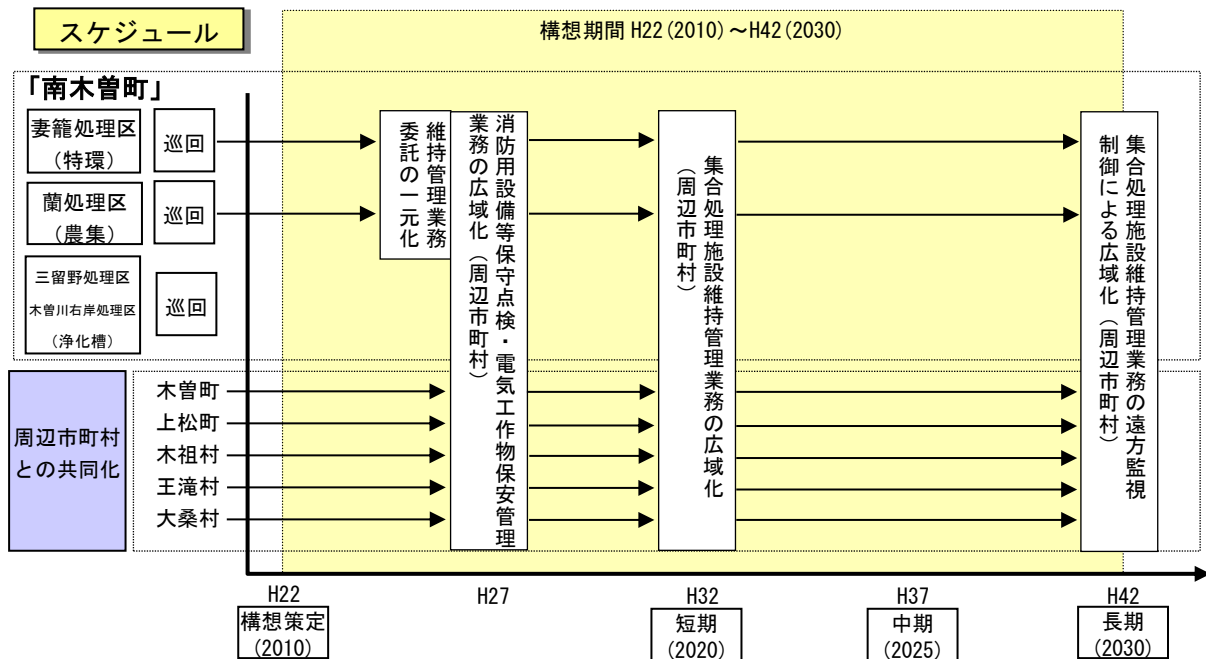 スケジュール
構想期間 H22(2010)～H42(2030)
「南木曽町」
妻籠処理区
(特環)
巡回
蘭処理区
(農集)
巡回
三留野処理区
木曽川右岸処理区
(浄化槽)
巡回
維持管理業務
委託の一元化
消防用設備等保守点検・電気工作物保安管理
業務の広域化（周辺市町村）
集合処理施設維持管理業務の広域化
（周辺市町村）
集合処理施設維持管理業務の遠方監視
制御による広域化（周辺市町村）
周辺市町村
との共同化
木曽町
上松町
木祖村
王滝村
大桑村
H22
構想策定
(2010)
H27
H32
短期
(2020)
H37
中期
(2025)
H42
長期
(2030)